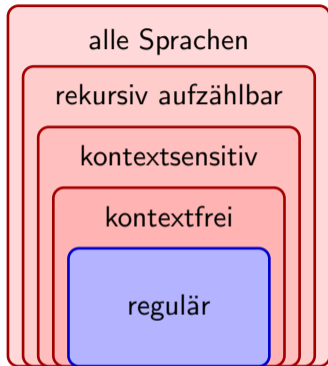 alle Sprachen
rekursiv aufzählbar
kontextsensitiv
kontextfrei
regulär